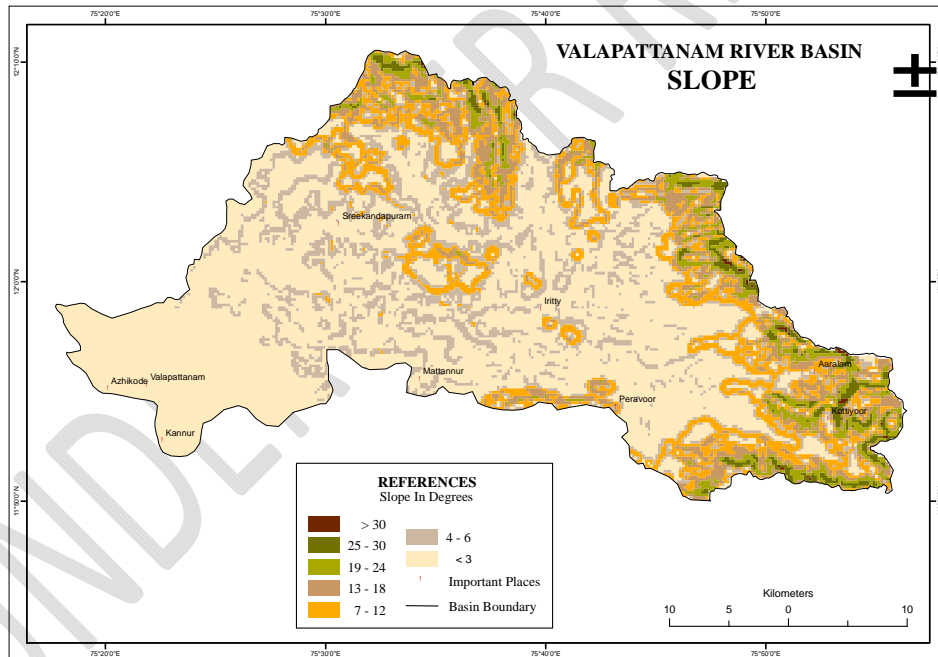 75°20'0"E 75°30'0"E 75°40'0"E 75°50'0"E
VALAPATTANAM RIVER BASIN
SLOPE
12°10'0"N
Sreekandapuram
12°0'0"N
Iritty
Aaralam
Mattannur
Azhikode Valapattanam
Peravoor
Kottiyoor
Kannur
REFERENCES
Slope In Degrees
> 30
25 - 30
19 - 24
13 - 18
7 - 12
4 - 6
< 3
Important Places
Basin Boundary
Kilometers
10 5 0 10
75°20'0"E 75°30'0"E 75°40'0"E 75°50'0"E